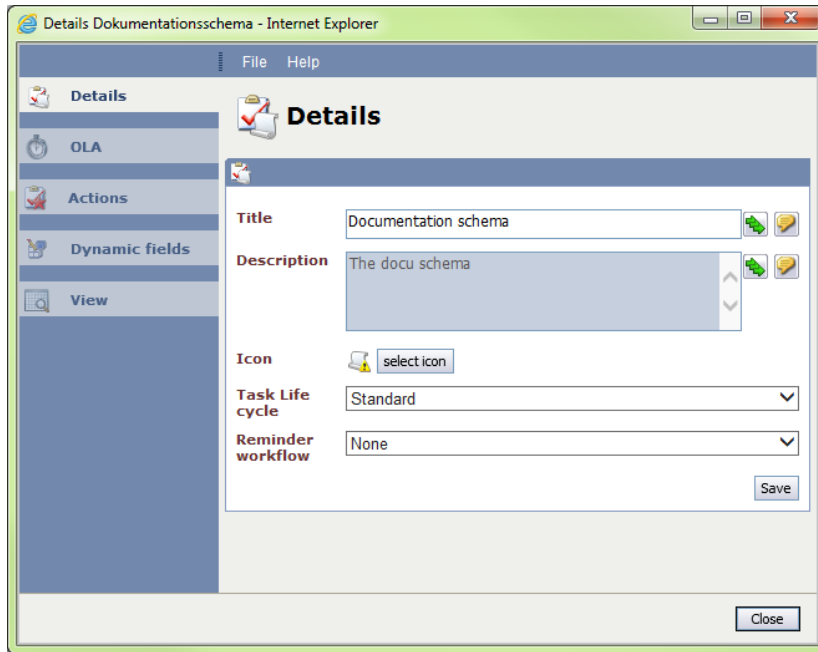 Details Dokumentationsschema - Internet Explorer
File Help
Details
OLA
Actions
Dynamic fields
View
Details
Title
Documentation schema
Description
The docu schema
Icon
select icon
Task Life
cycle
Standard
Reminder
workflow
None
Save
Close